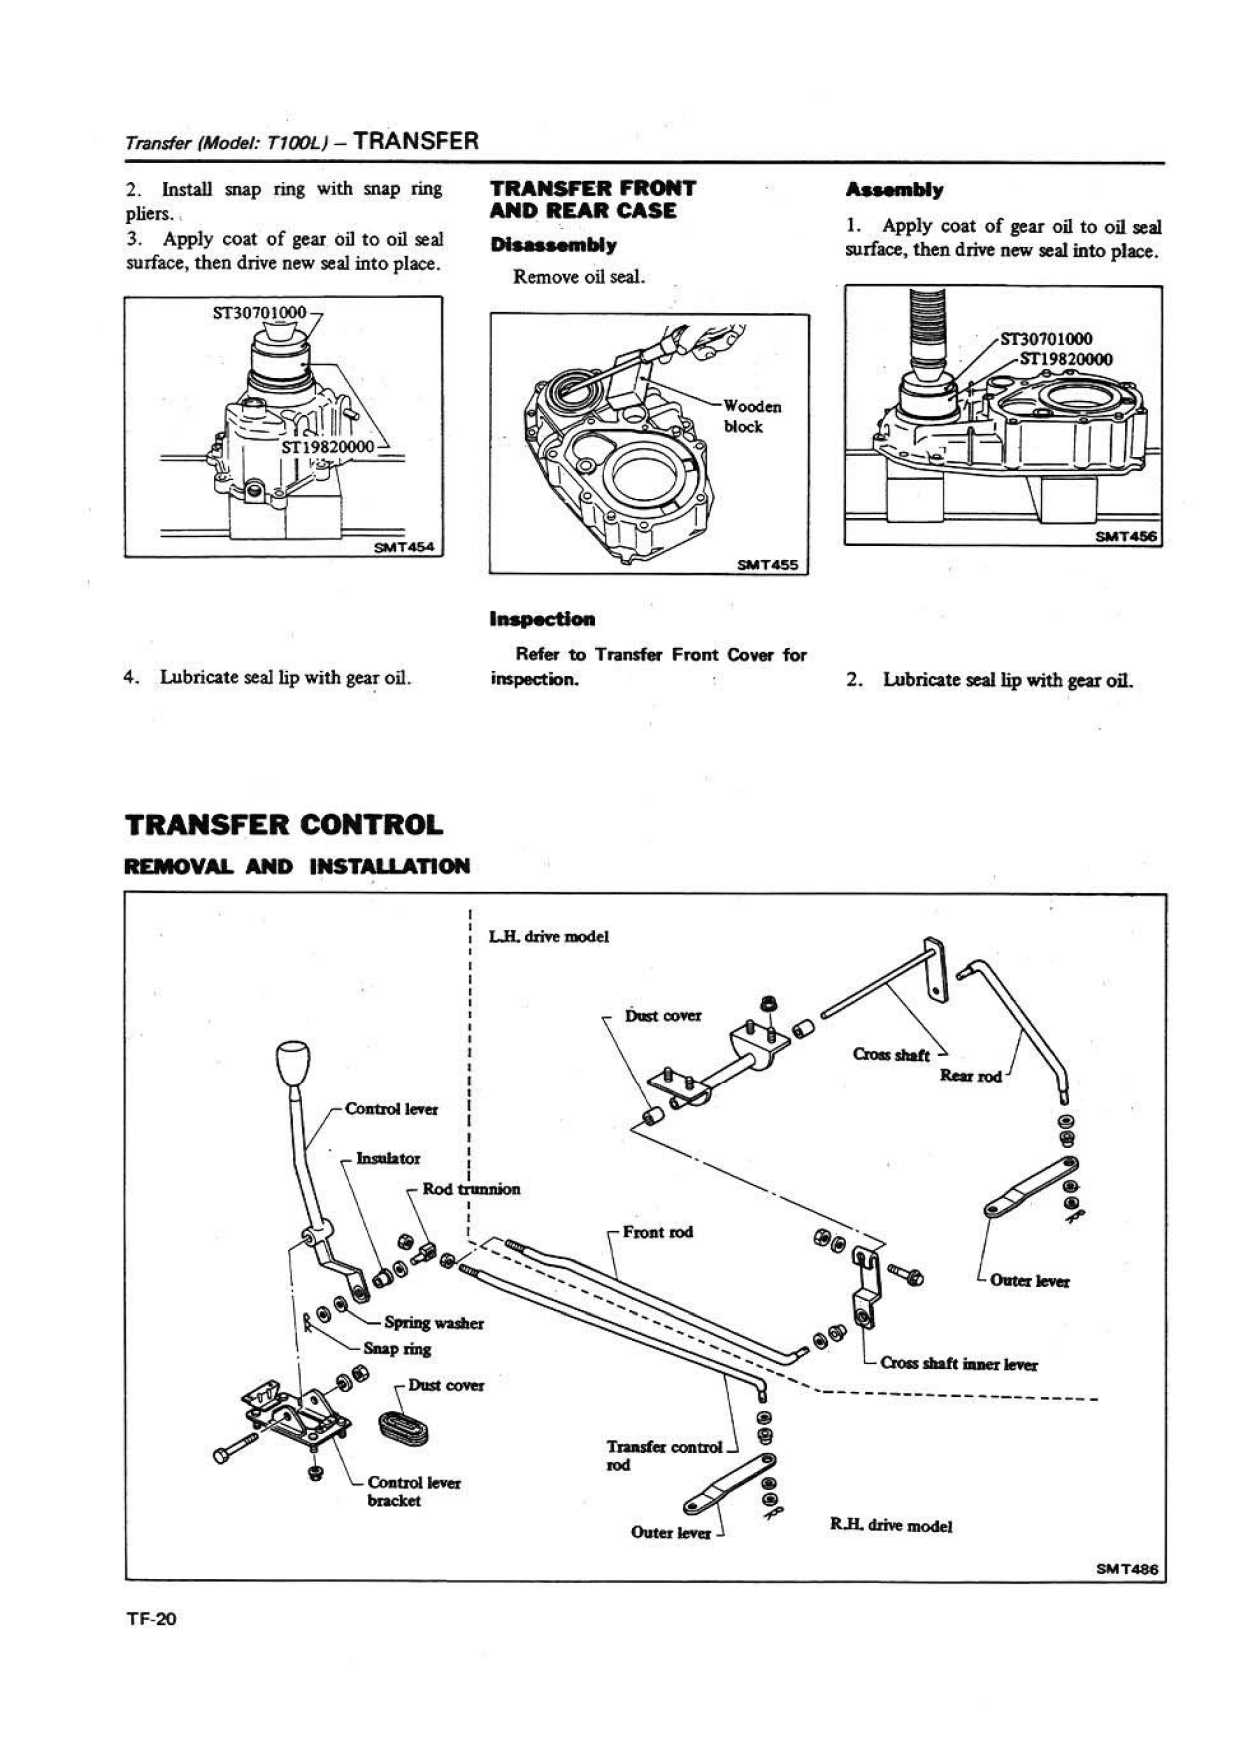 Transfer (Model: T100L) – TRANSFER
2. Install snap ring with snap ring
pliers.
3. Apply coat of gear oil to oil seal
surface, then drive new seal into place.
ST30701000
ST19820000
SMT454
4. Lubricate seal lip with gear oil.
TRANSFER FRONT
AND REAR CASE
Disassembly
Remove oil seal.
Wooden
block
SMT455
Inspection
Refer to Transfer Front Cover for
inspection.
Assembly
1. Apply coat of gear oil to oil seal
surface, then drive new seal into place.
ST30701000
ST19820000
SMT456
2. Lubricate seal lip with gear oil.
TRANSFER CONTROL
REMOVAL AND INSTALLATION
L.H. drive model
Dust cover
Cross shaft
Rear rod
Control lever
Insulator
Rod trunnion
Front rod
Outer lever
Spring washer
Snap ring
Cross shaft inner lever
Dust cover
Transfer control
rod
Control lever
bracket
Outer lever
R.H. drive model
SMT486
TF-20